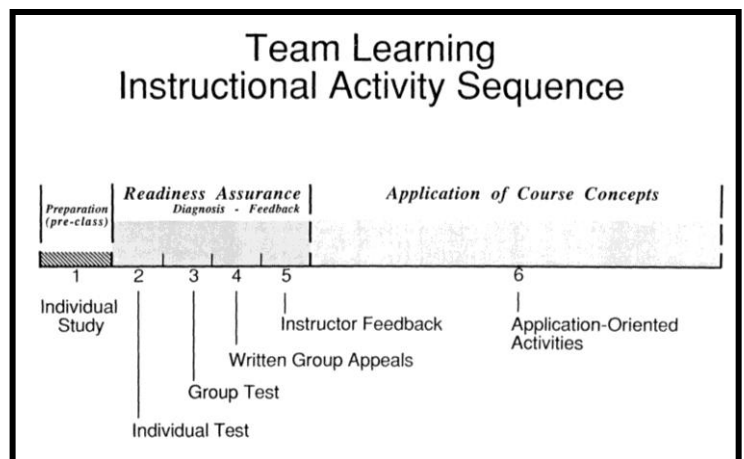 Team Learning
Instructional Activity Sequence
Preparation
(pre-class)
Readiness Assurance
Diagnosis - Feedback
Application of Course Concepts
1
2
3
4
5
6
Individual
Study
Instructor Feedback
Application-Oriented
Activities
Written Group Appeals
Group Test
Individual Test